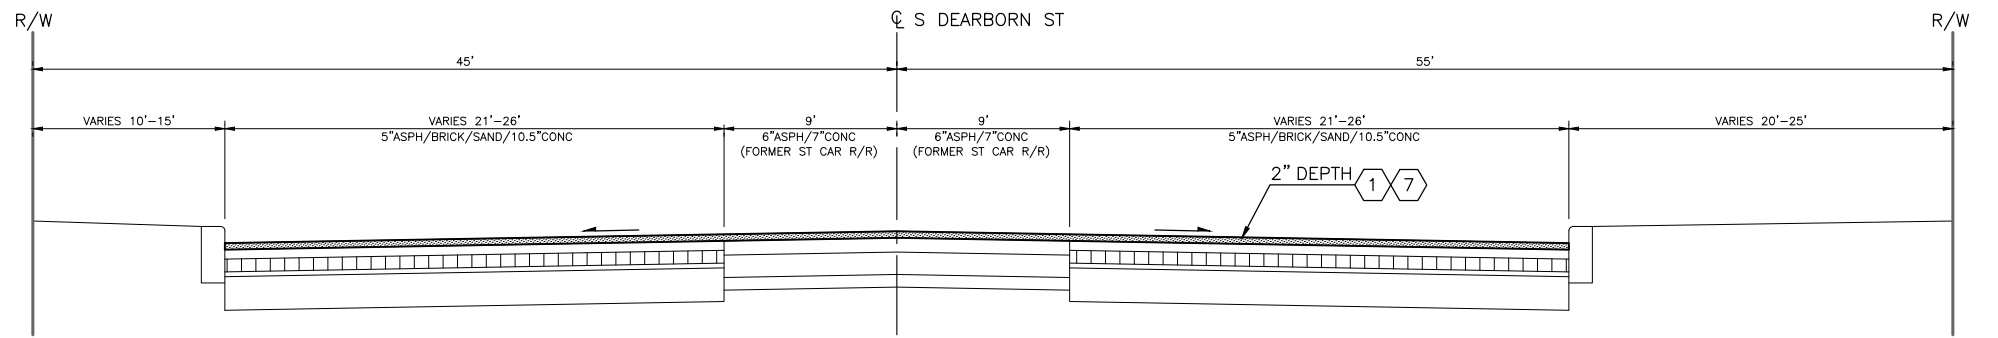 R/W
℄ S DEARBORN ST
R/W
45'
55'
VARIES 10'-15'
VARIES 21'-26'
5"ASPH/BRICK/SAND/10.5"CONC
9'
6"ASPH/7"CONC
(FORMER ST CAR R/R)
9'
6"ASPH/7"CONC
(FORMER ST CAR R/R)
VARIES 21'-26'
5"ASPH/BRICK/SAND/10.5"CONC
VARIES 20'-25'
2" DEPTH 1 7